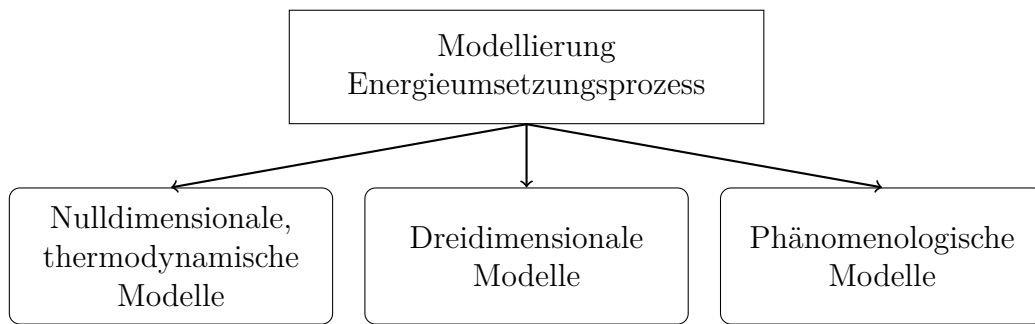 Modellierung
Energieumsetzungsprozess
Nulldimensionale,
thermodynamische
Modelle
Dreidimensionale
Modelle
Phänomenologische
Modelle